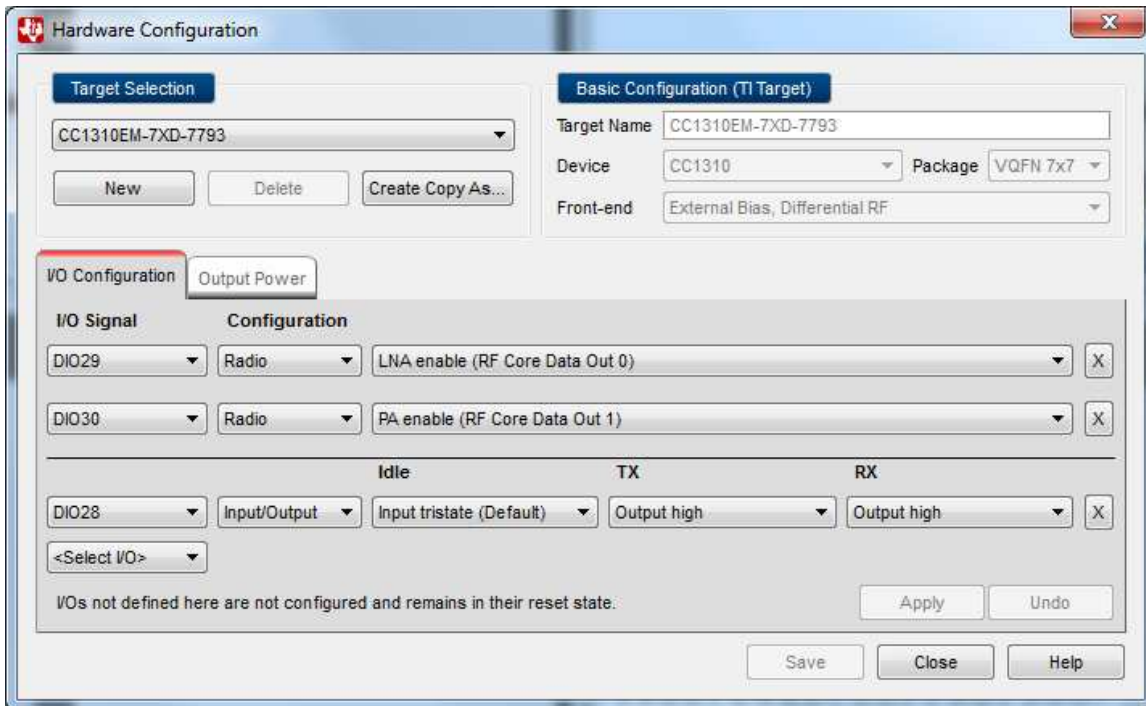 Hardware Configuration
X
Target Selection
CC1310EM-7XD-7793
New
Delete
Create Copy As...
Basic Configuration (TI Target)
Target Name CC1310EM-7XD-7793
Device CC1310 Package VQFN 7x7
Front-end External Bias, Differential RF
I/O Configuration
Output Power
I/O Signal Configuration
DIO29 Radio LNA enable (RF Core Data Out 0) X
DIO30 Radio PA enable (RF Core Data Out 1) X
Idle TX RX
DIO28 Input/Output Input tristate (Default) Output high Output high X
<Select I/O>
I/Os not defined here are not configured and remains in their reset state.
Apply Undo
Save Close Help